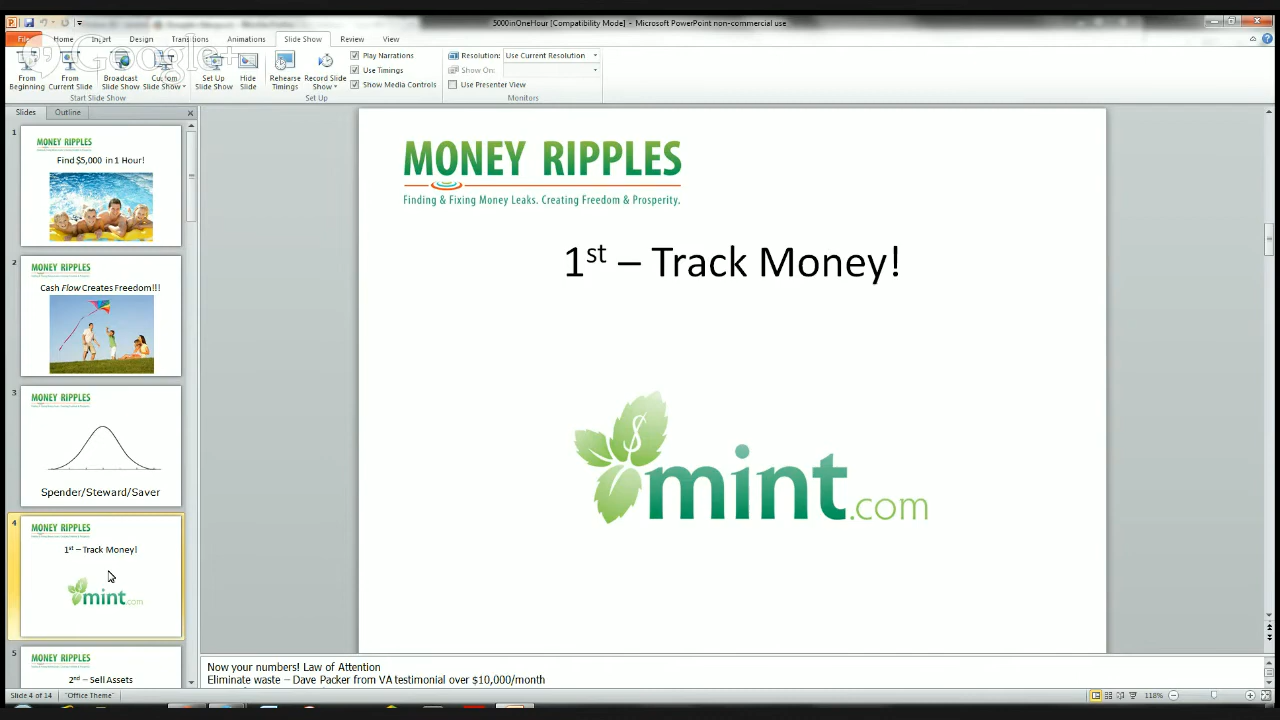 5000inOneHour [Compatibility Mode] - Microsoft PowerPoint non-commercial use
File Home Insert Design Transitions Animations Slide Show Review View
Google+
From Beginning
From Current Slide
Broadcast Slide Show
Custom Slide Show
Set Up Slide Show
Hide Slide
Rehearse Timings
Record Slide Show
Play Narrations
Use Timings
Show Media Controls
Resolution: Use Current Resolution
Show On:
Use Presenter View
Start Slide Show
Set Up
Monitors
Slides Outline
1
MONEY RIPPLES
Find $5,000 in 1 Hour!
2
MONEY RIPPLES
Cash Flow Creates Freedom!!!
3
MONEY RIPPLES
Spender/Steward/Saver
4
MONEY RIPPLES
1st – Track Money!
mint.com
5
MONEY RIPPLES
2nd – Sell Assets
MONEY RIPPLES
Finding & Fixing Money Leaks. Creating Freedom & Prosperity.
1st – Track Money!
$
mint.com
Now your numbers! Law of Attention
Eliminate waste – Dave Packer from VA testimonial over $10,000/month
Slide 4 of 14
"Office Theme"
118%